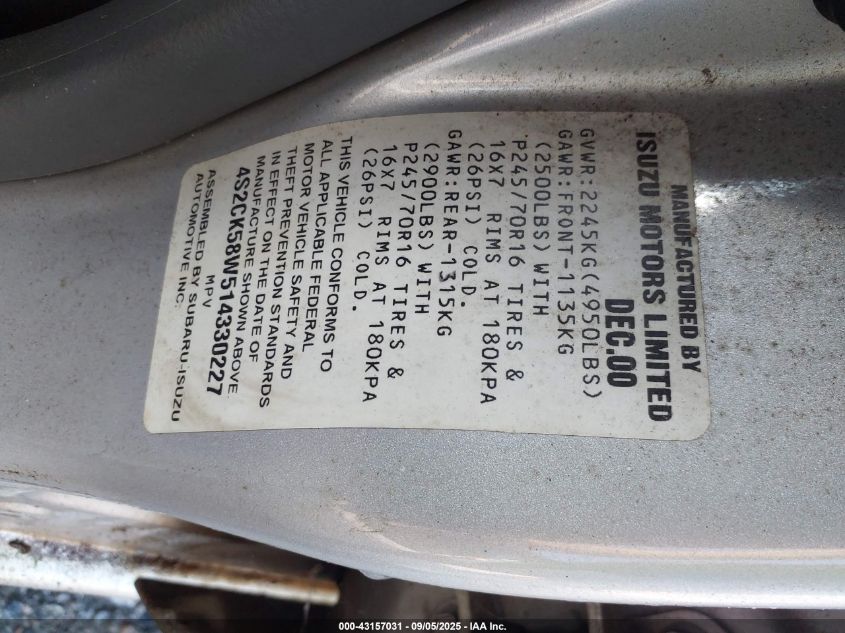 MANUFACTURED BY
ISUZU MOTORS LIMITED
DEC.00
GVWR:2245KG(4950LBS)
GAWR:FRONT-1135KG
(2500LBS) WITH
P245/70R16 TIRES &
16X7 RIMS AT 180KPA
(26PSI) COLD.
GAWR:REAR-1315KG
(2900LBS) WITH
P245/70R16 TIRES &
16X7 RIMS AT 180KPA
(26PSI) COLD.
THIS VEHICLE CONFORMS TO
ALL APPLICABLE FEDERAL
MOTOR VEHICLE SAFETY AND
THEFT PREVENTION STANDARDS
IN EFFECT ON THE DATE OF
MANUFACTURE SHOWN ABOVE
4S2CK58W514330227
MPV
ASSEMBLED BY SUBARU-ISUZU
AUTOMOTIVE INC.
000-43157031 - 09/05/2025 - IAA Inc.